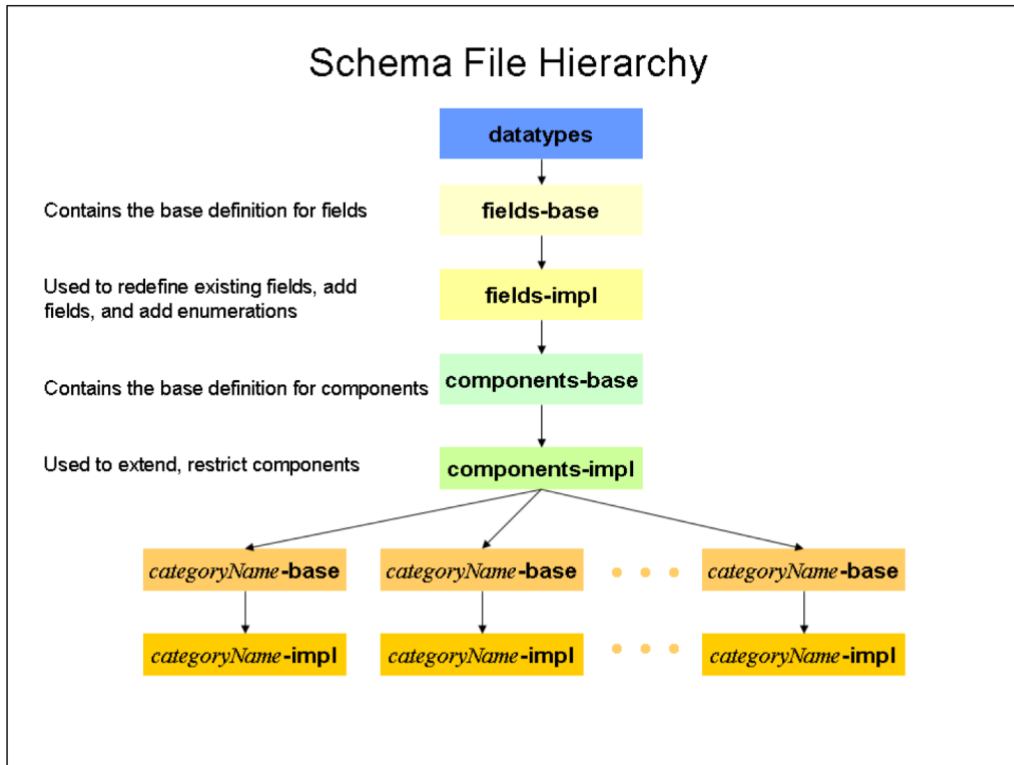 Schema File Hierarchy
datatypes
Contains the base definition for fields
fields-base
Used to redefine existing fields, add
fields, and add enumerations
fields-impl
Contains the base definition for components
components-base
Used to extend, restrict components
components-impl
categoryName-base
categoryName-base
categoryName-base
categoryName-impl
categoryName-impl
categoryName-impl